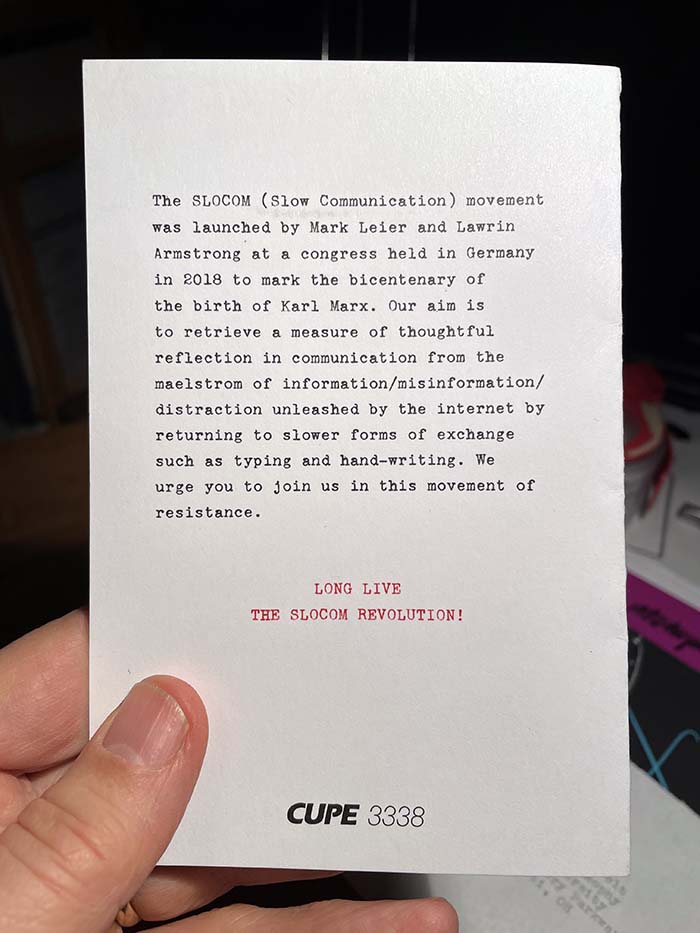 The SLOCOM (Slow Communication) movement
was launched by Mark Leier and Lawrin
Armstrong at a congress held in Germany
in 2018 to mark the bicentenary of
the birth of Karl Marx. Our aim is
to retrieve a measure of thoughtful
reflection in communication from the
maelstrom of information/misinformation/
distraction unleashed by the internet by
returning to slower forms of exchange
such as typing and hand-writing. We
urge you to join us in this movement of
resistance.
LONG LIVE
THE SLOCOM REVOLUTION!
CUPE 3338